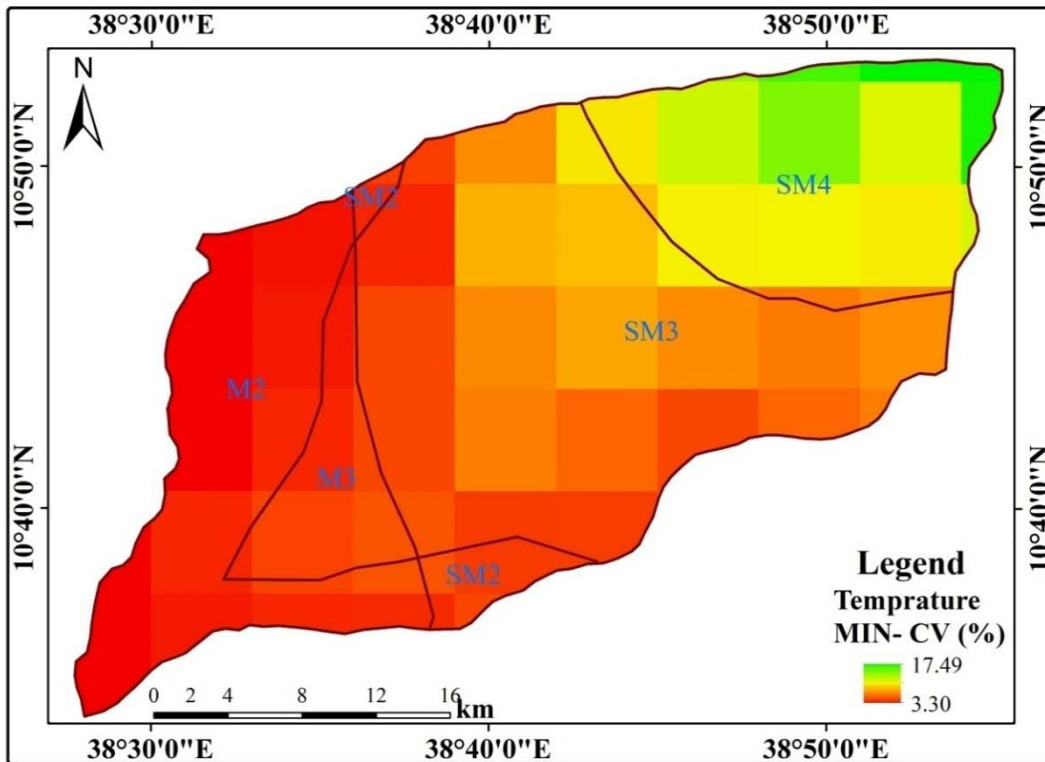 38°30'0"E 38°40'0"E 38°50'0"E
N
10°50'0"N 10°50'0"N
SM2
SM4
SM3
M2
M3
10°40'0"N 10°40'0"N
SM2
Legend
Temprature
MIN- CV (%)
17.49
3.30
0 2 4 8 12 16
km
38°30'0"E 38°40'0"E 38°50'0"E